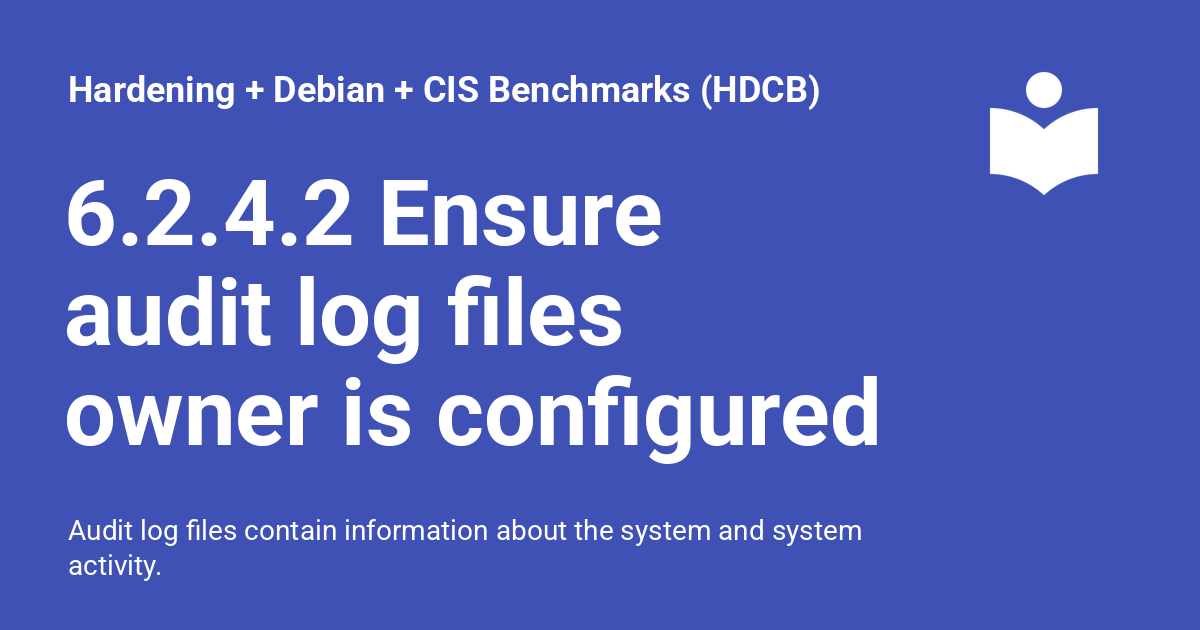 Hardening + Debian + CIS Benchmarks (HDCB)
6.2.4.2 Ensure
audit log files
owner is configured
Audit log files contain information about the system and system
activity.